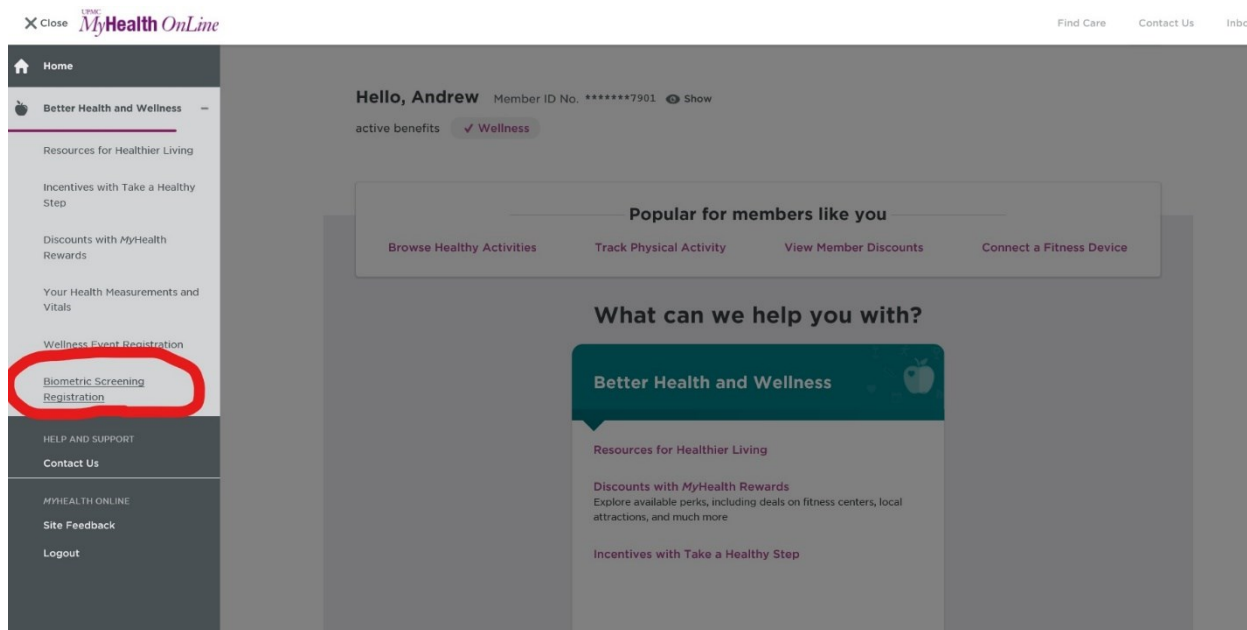 Close
UPMC
MyHealth OnLine
Find Care
Contact Us
Inbo
Home
Better Health and Wellness
Resources for Healthier Living
Incentives with Take a Healthy
Step
Discounts with MyHealth
Rewards
Your Health Measurements and
Vitals
Wellness Event Registration
Biometric Screening
Registration
HELP AND SUPPORT
Contact Us
MYHEALTH ONLINE
Site Feedback
Logout
Hello, Andrew Member ID No. *******7901 Show
active benefits ✓ Wellness
Popular for members like you
Browse Healthy Activities
Track Physical Activity
View Member Discounts
Connect a Fitness Device
What can we help you with?
Better Health and Wellness
Resources for Healthier Living
Discounts with MyHealth Rewards
Explore available perks, including deals on fitness centers, local
attractions, and much more
Incentives with Take a Healthy Step